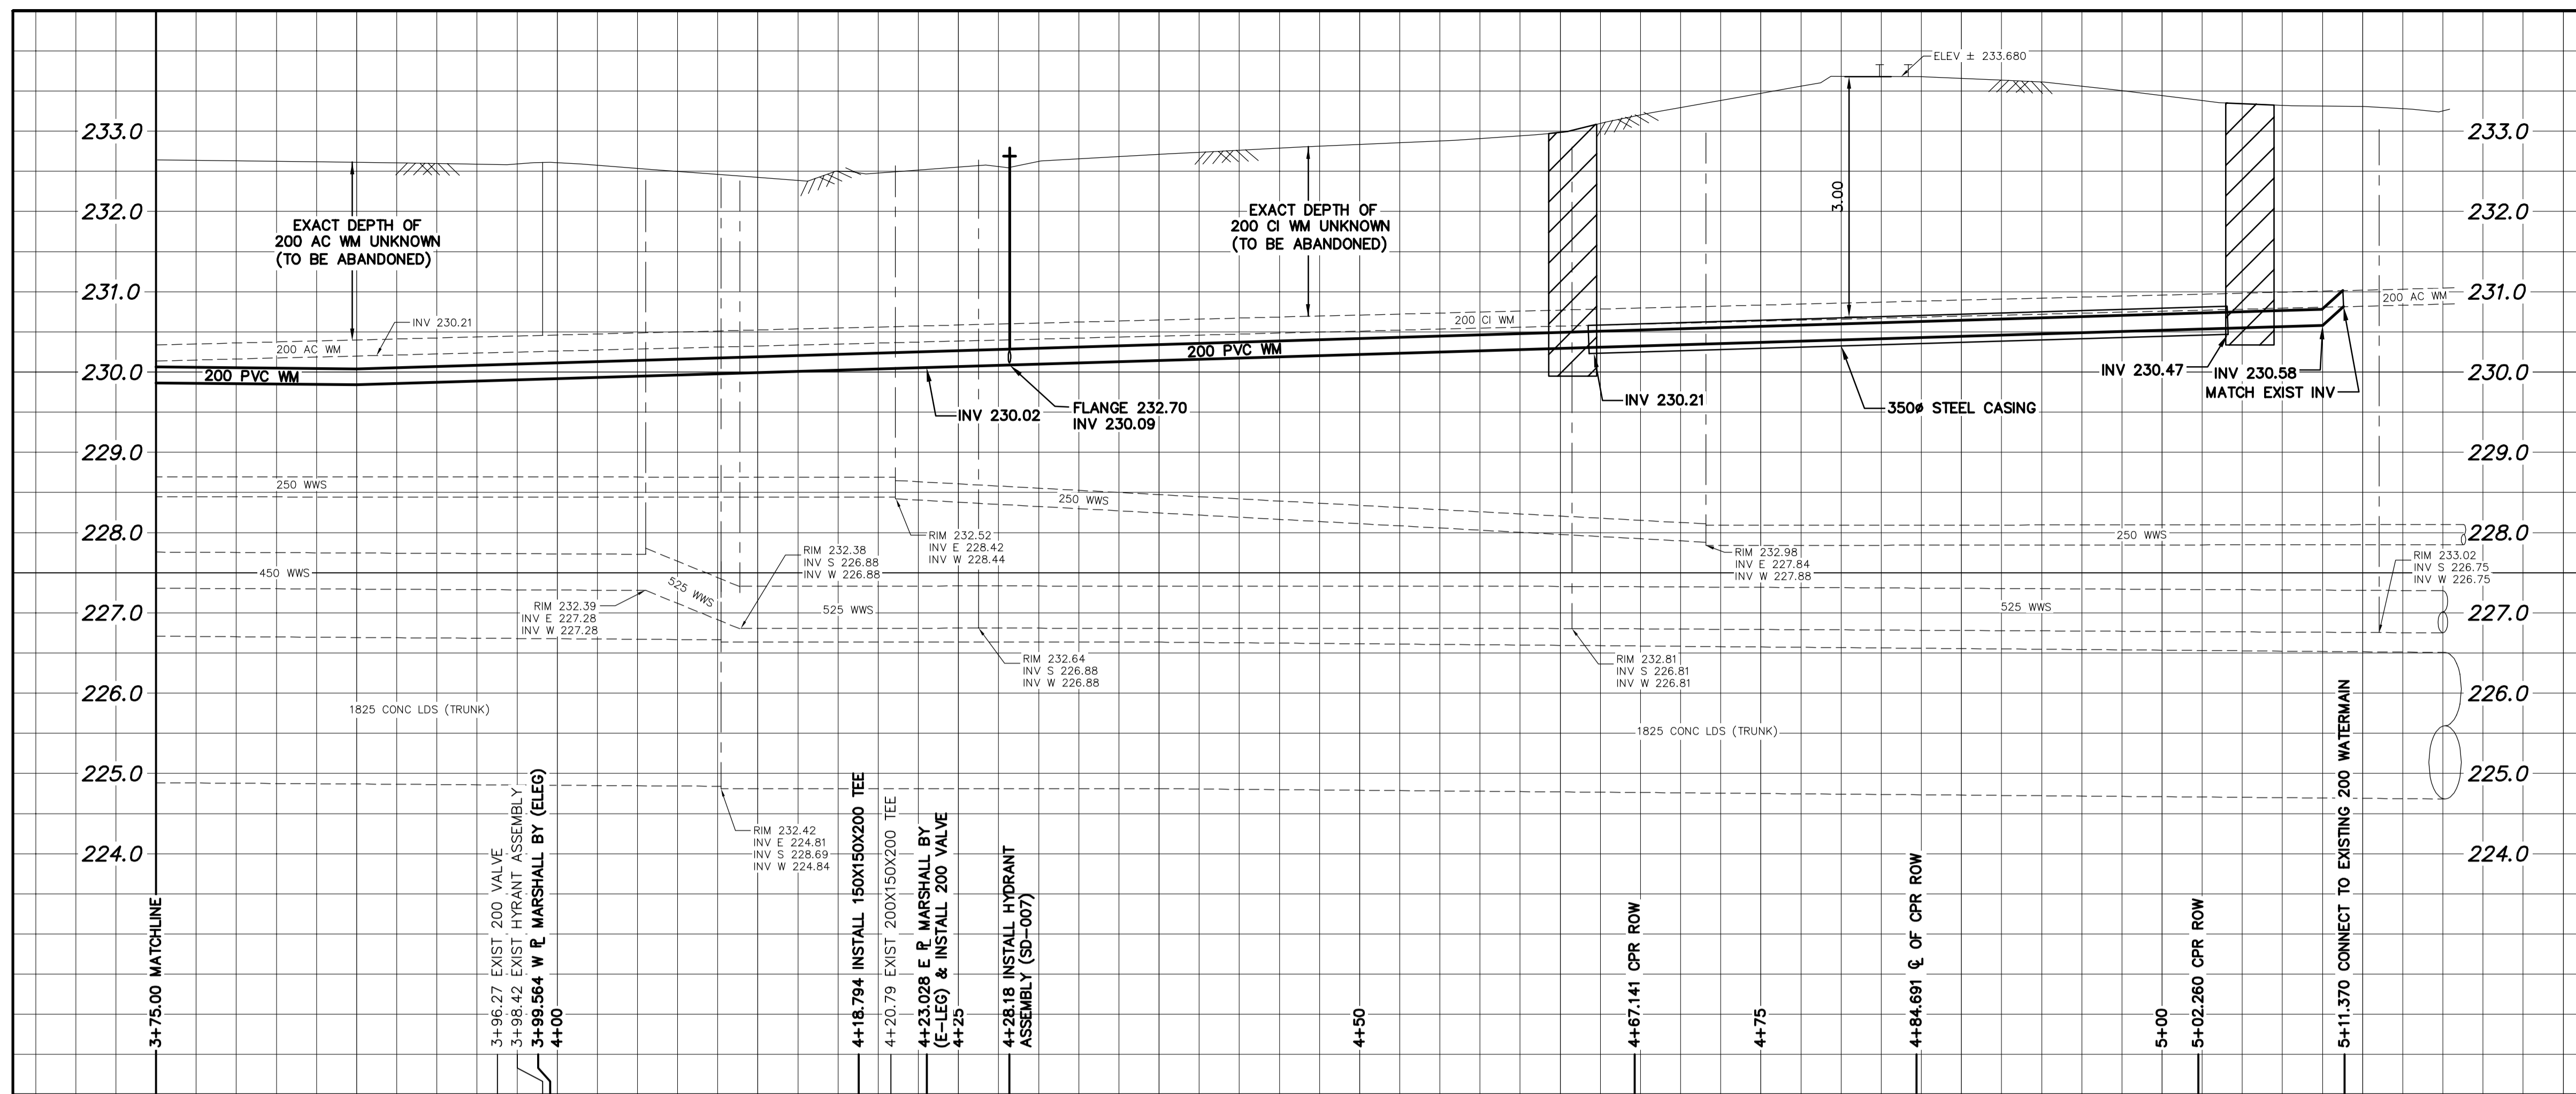 ELEV ± 233.680
233.0
233.0
232.0
232.0
231.0
231.0
230.0
230.0
229.0
229.0
228.0
228.0
227.0
227.0
226.0
226.0
225.0
225.0
224.0
224.0
EXACT DEPTH OF
200 AC WM UNKNOWN
(TO BE ABANDONED)
INV 230.21
200 AC WM
200 PVC WM
EXACT DEPTH OF
200 CI WM UNKNOWN
(TO BE ABANDONED)
200 CI WM
200 PVC WM
3.00
200 AC WM
INV 230.02
FLANGE 232.70
INV 230.09
INV 230.21
350ø STEEL CASING
INV 230.47
INV 230.58
MATCH EXIST INV
250 WWS
250 WWS
250 WWS
450 WWS
525 WWS
525 WWS
525 WWS
RIM 232.39
INV E 227.28
INV W 227.28
RIM 232.38
INV S 226.88
INV W 226.88
RIM 232.52
INV E 228.42
INV W 228.44
RIM 232.64
INV S 226.88
INV W 226.88
RIM 232.81
INV S 226.81
INV W 226.81
RIM 232.98
INV E 227.84
INV W 227.88
RIM 233.02
INV S 226.75
INV W 226.75
1825 CONC LDS (TRUNK)
1825 CONC LDS (TRUNK)
RIM 232.42
INV E 224.81
INV S 228.69
INV W 224.84
3+75.00 MATCHLINE
3+96.27 EXIST 200 VALVE
3+98.42 EXIST HYRANT ASSEMBLY
3+99.564 W ⅊ MARSHALL BY (ELEG)
4+00
4+18.794 INSTALL 150X150X200 TEE
4+20.79 EXIST 200X150X200 TEE
4+23.028 E ⅊ MARSHALL BY
(E-LEG) & INSTALL 200 VALVE
4+25
4+28.18 INSTALL HYDRANT
ASSEMBLY (SD-007)
4+50
4+67.141 CPR ROW
4+75
4+84.691 ℄ OF CPR ROW
5+00
5+02.260 CPR ROW
5+11.370 CONNECT TO EXISTING 200 WATERMAIN